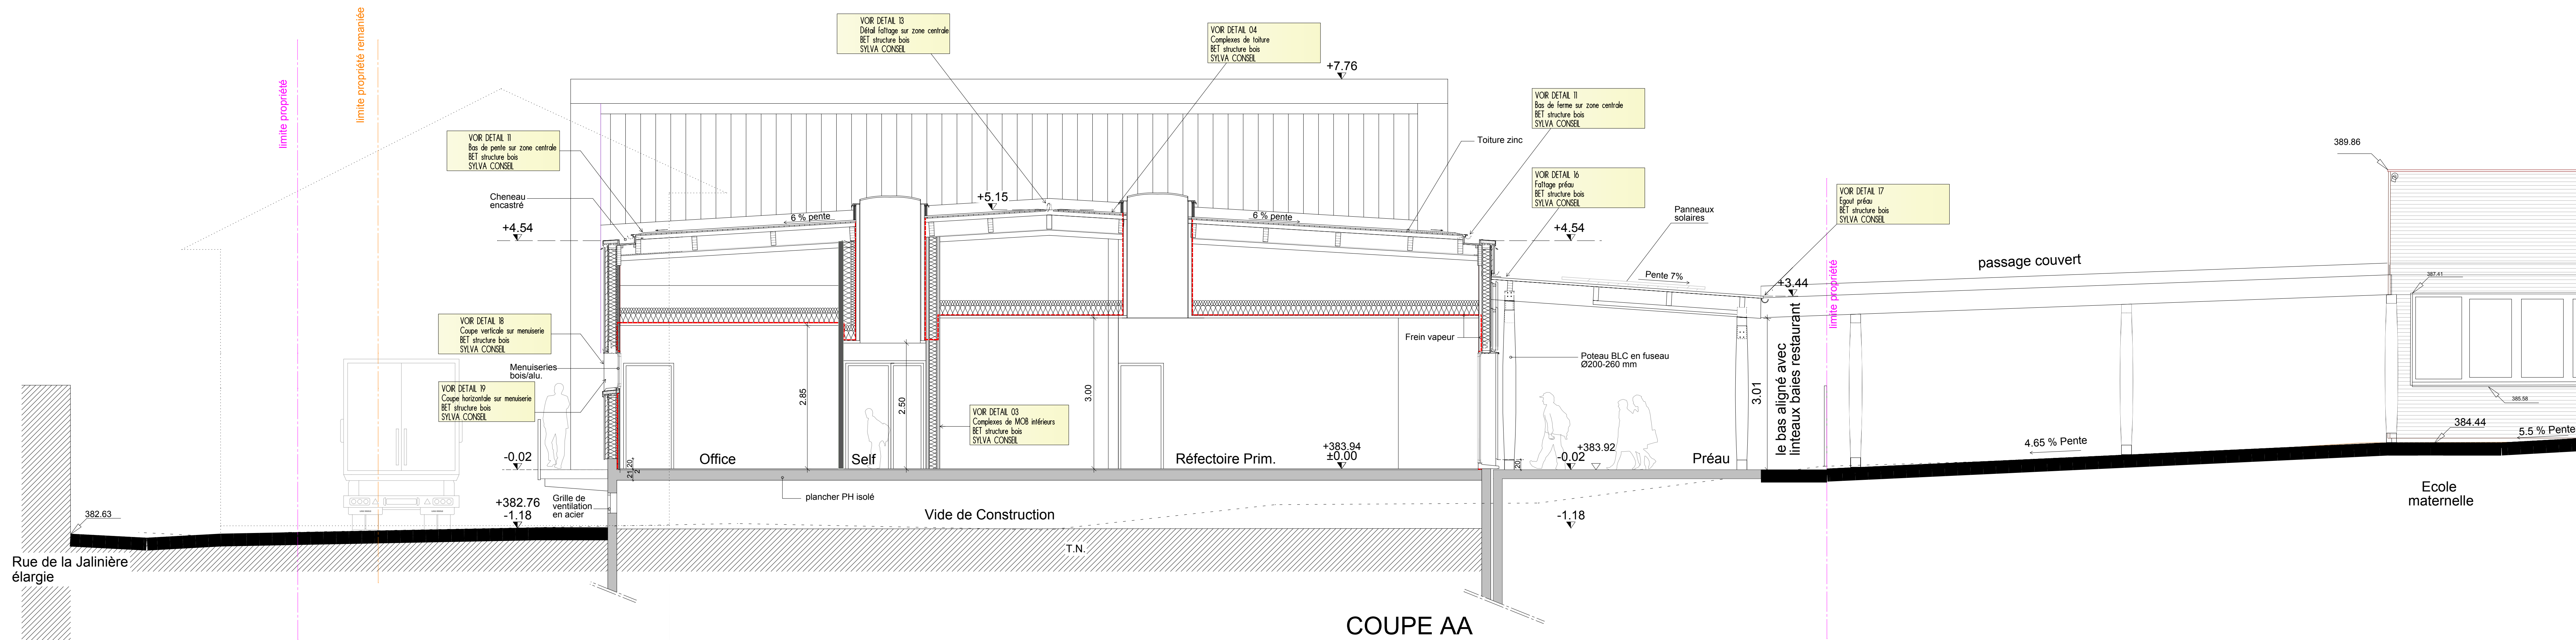 limite propriété
limite propriété remaniée
VOIR DETAIL 13
Détail faîtage sur zone centrale
BET structure bois
SYLVA CONSEIL
VOIR DETAIL 04
Complexes de toiture
BET structure bois
SYLVA CONSEIL
+7.76
VOIR DETAIL 11
Bas de ferme sur zone centrale
BET structure bois
SYLVA CONSEIL
VOIR DETAIL 11
Bas de pente sur zone centrale
BET structure bois
SYLVA CONSEIL
Toiture zinc
389.86
VOIR DETAIL 16
Faîtage préau
BET structure bois
SYLVA CONSEIL
VOIR DETAIL 17
Egout préau
BET structure bois
SYLVA CONSEIL
Cheneau
encastré
+5.15
6 % pente
6 % pente
Panneaux
solaires
+4.54
+4.54
passage couvert
Pente 7%
387.41
+3.44
limite propriété
VOIR DETAIL 18
Coupe verticale sur menuiserie
BET structure bois
SYLVA CONSEIL
Frein vapeur
Poteau BLC en fuseau
Ø200-260 mm
Menuiseries
bois/alu.
VOIR DETAIL 19
Coupe horizontale sur menuiserie
BET structure bois
SYLVA CONSEIL
2.85
2.50
3.00
3.01
le bas aligné avec
linteaux baies restaurant
385.58
VOIR DETAIL 03
Complexes de MOB intérieurs
BET structure bois
SYLVA CONSEIL
384.44
5.5 % Pente
4.65 % Pente
+383.94
±0.00
+383.92
-0.02
-0.02
20
21
2
20
Office
Self
Réfectoire Prim.
Préau
plancher PH isolé
Ecole
maternelle
+382.76
-1.18
Grille de
ventilation
en acier
382.63
Vide de Construction
-1.18
T.N.
Rue de la Jalinière
élargie
COUPE AA